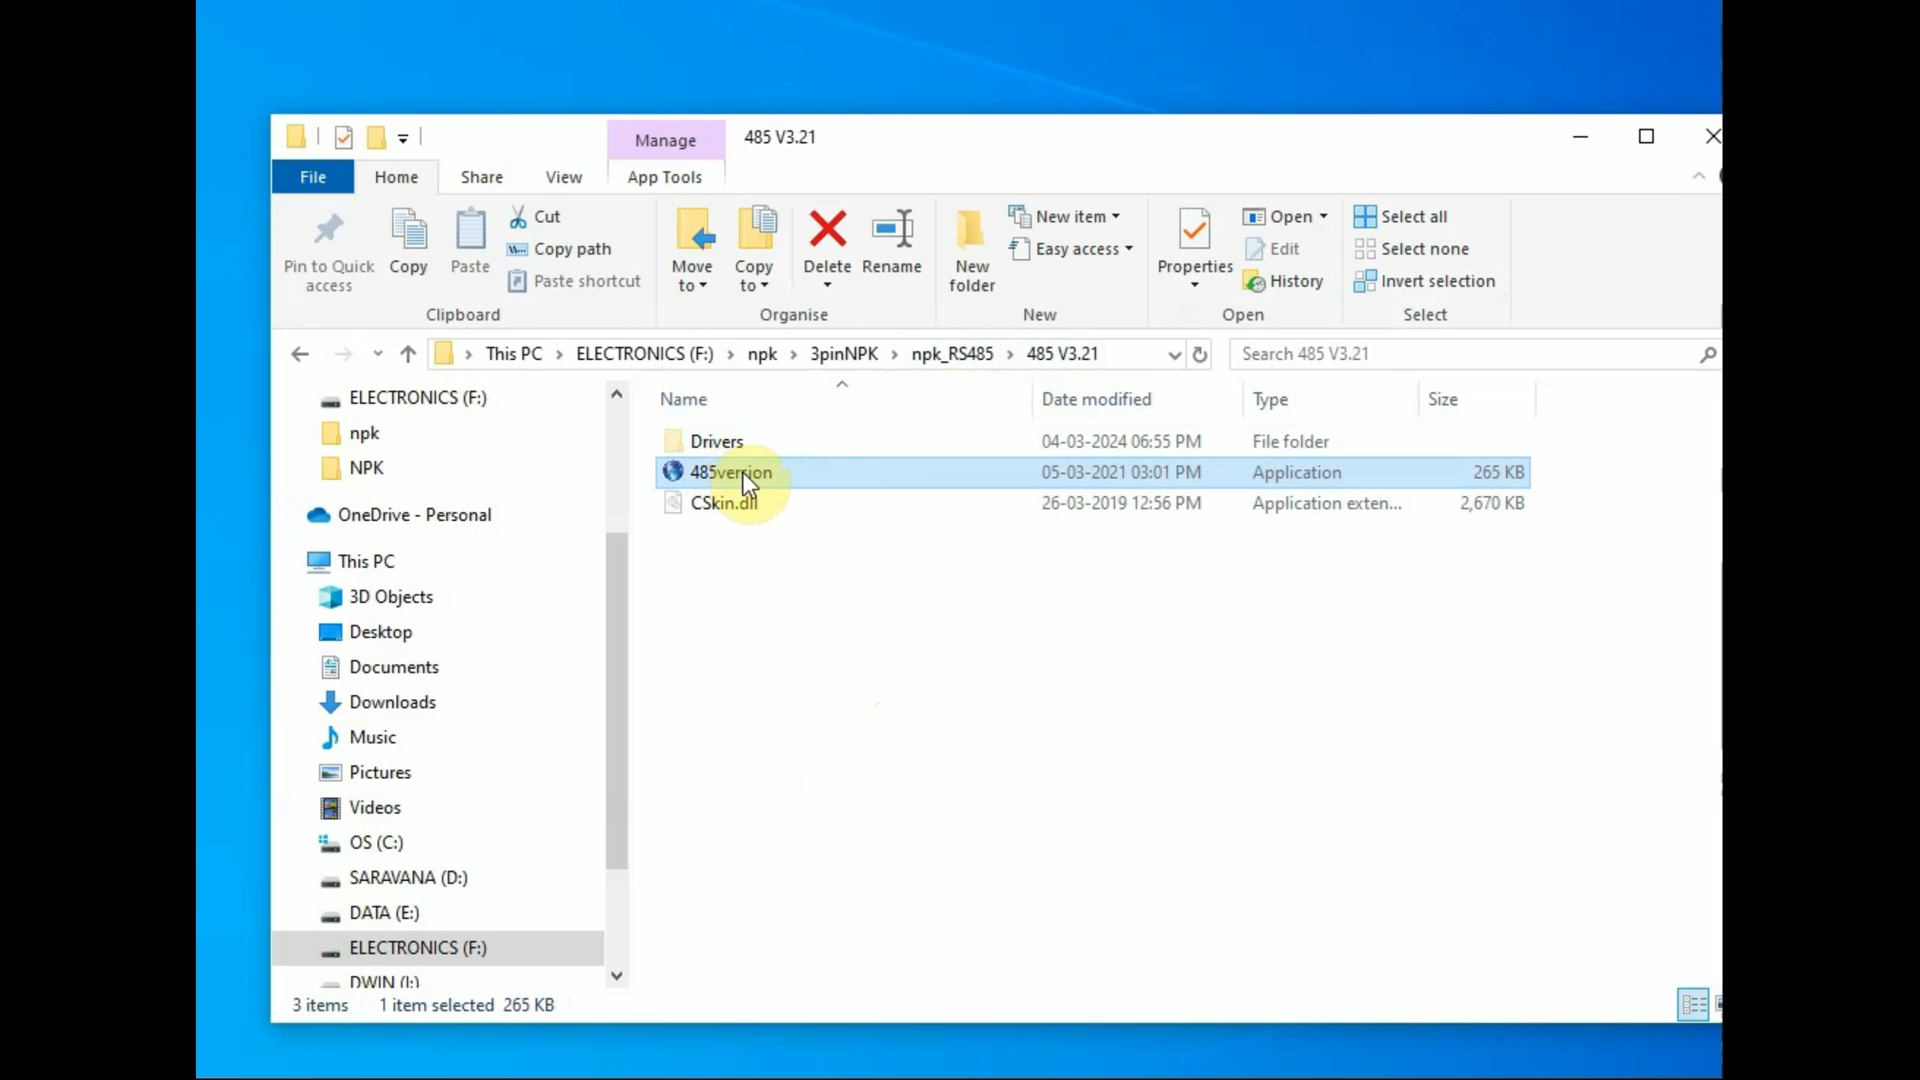 Manage
485 V3.21
File
Home
Share
View
App Tools
Pin to Quick access
Copy
Paste
Cut
Copy path
Paste shortcut
Clipboard
Move to
Copy to
Delete
Rename
Organise
New folder
New item
Easy access
New
Properties
Open
Edit
History
Open
Select all
Select none
Invert selection
Select
This PC > ELECTRONICS (F:) > npk > 3pinNPK > npk_RS485 > 485 V3.21
Search 485 V3.21
ELECTRONICS (F:)
npk
NPK
OneDrive - Personal
This PC
3D Objects
Desktop
Documents
Downloads
Music
Pictures
Videos
OS (C:)
SARAVANA (D:)
DATA (E:)
ELECTRONICS (F:)
DWIN (I:)
Name Date modified Type Size
Drivers 04-03-2024 06:55 PM File folder
485version 05-03-2021 03:01 PM Application 265 KB
CSkin.dll 26-03-2019 12:56 PM Application exten... 2,670 KB
3 items 1 item selected 265 KB